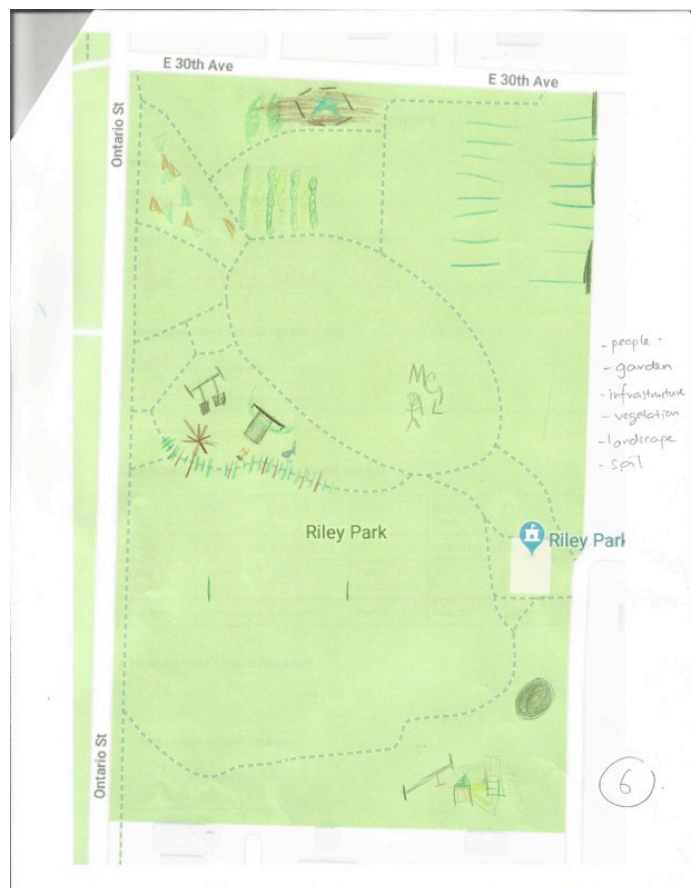 E 30th Ave
E 30th Ave
Ontario St
- people
- garden
- infrastructure
- vegetation
- landscape
- soil
Me
Riley Park
Riley Park
Ontario St
6